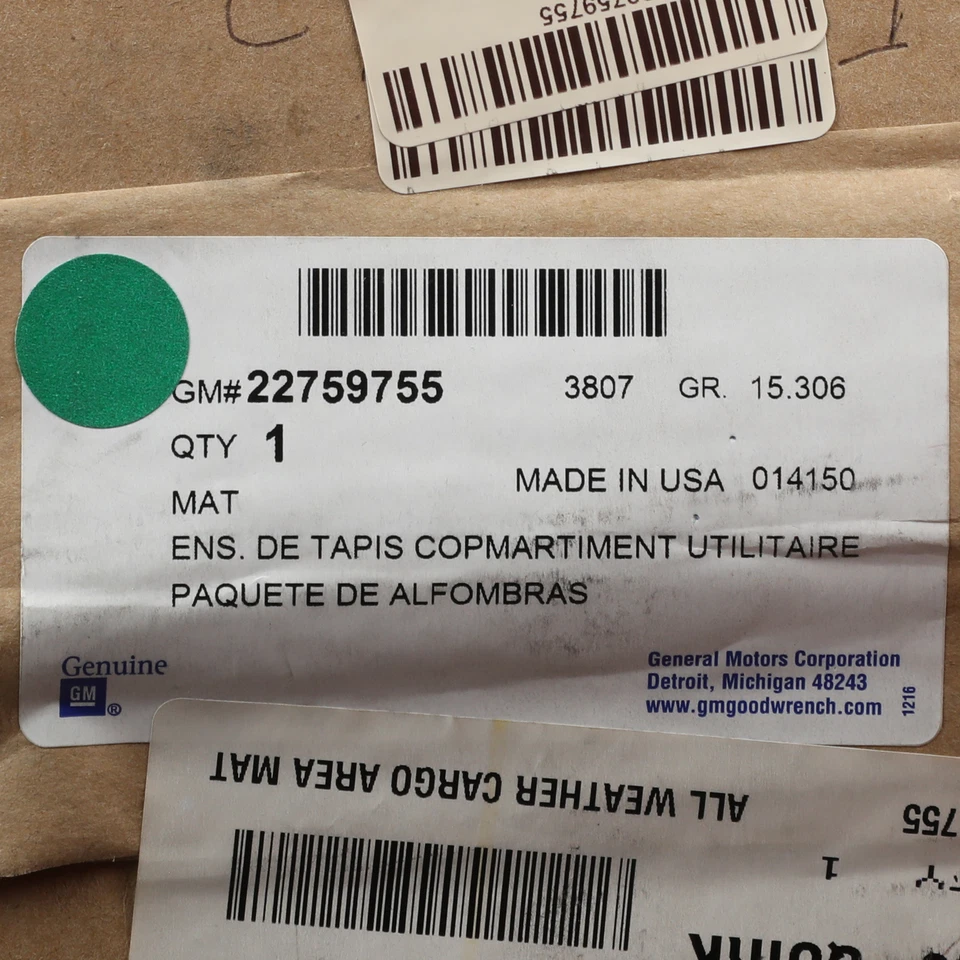 22759755
GM#22759755 3807 GR. 15.306
QTY 1
MADE IN USA 014150
MAT
ENS. DE TAPIS COPMARTIMENT UTILITAIRE
PAQUETE DE ALFOMBRAS
Genuine
GM ®
General Motors Corporation
Detroit, Michigan 48243
www.gmgoodwrench.com
1216
ALL WEATHER CARGO AREA MAT
755
1